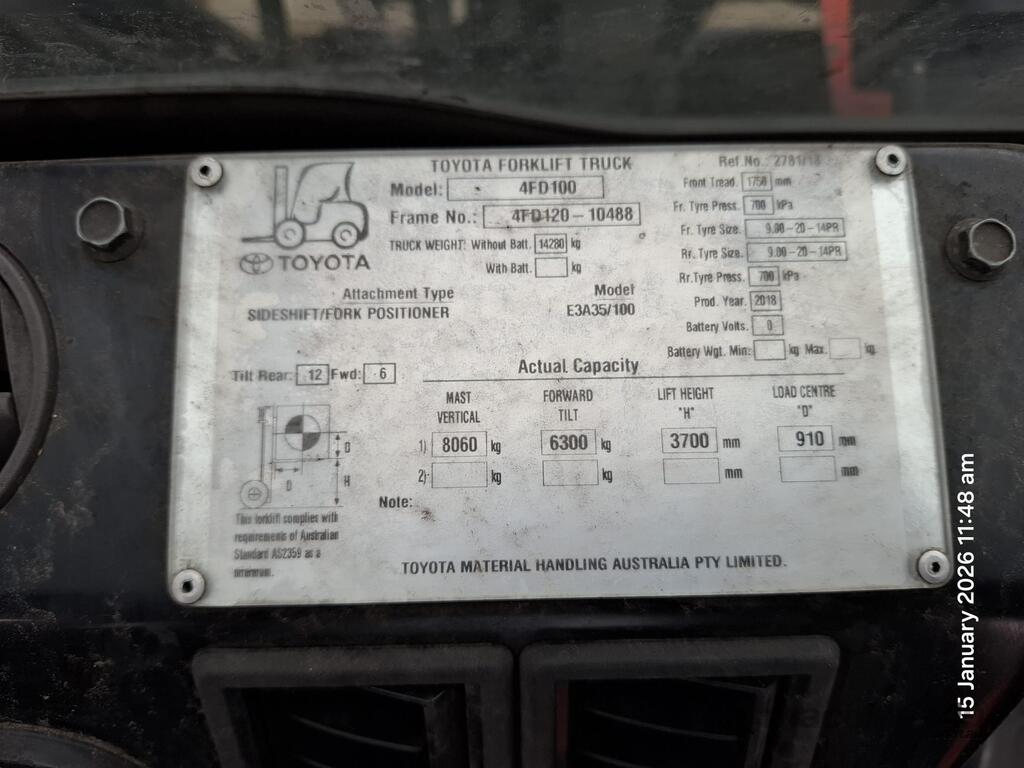 TOYOTA FORKLIFT TRUCK
Ref.No.: 2781/18
Model: 4FD100
Frame No.: 4FD120-10488
TRUCK WEIGHT: Without Batt. 14280 kg
With Batt. kg
TOYOTA
Front Tread. 1750 mm
Fr. Tyre Press. 700 kPa
Fr. Tyre Size. 9.00-20-14PR
Rr. Tyre Size. 9.00-20-14PR
Rr.Tyre Press. 700 kPa
Prod. Year. 2018
Battery Volts. 0
Battery Wgt. Min: kg Max. kg
Attachment Type Model
SIDESHIFT/FORK POSITIONER E3A35/100
Tilt Rear: 12 Fwd: 6
Actual Capacity
MAST VERTICAL FORWARD TILT LIFT HEIGHT "H" LOAD CENTRE "D"
1) 8060 kg 6300 kg 3700 mm 910 mm
2) kg kg mm mm
D
H
Note:
This forklift complies with
requirements of Australian
Standard AS2359 as a
TOYOTA MATERIAL HANDLING AUSTRALIA PTY LIMITED.
15 January 2026 11:48 am